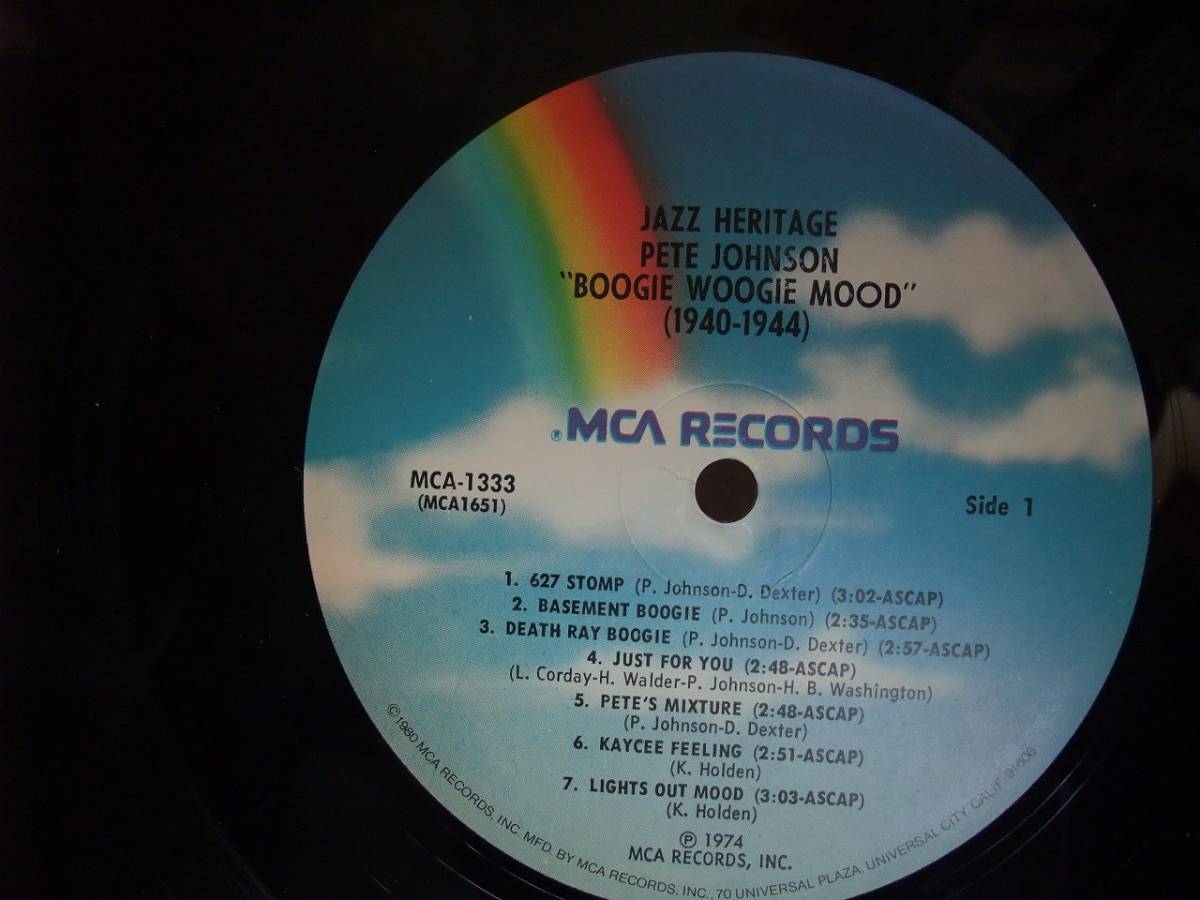 JAZZ HERITAGE
PETE JOHNSON
"BOOGIE WOOGIE MOOD"
(1940-1944)
® MCA RECORDS
MCA-1333
(MCA1651)
Side 1
1. 627 STOMP (P. Johnson-D. Dexter) (3:02-ASCAP)
2. BASEMENT BOOGIE (P. Johnson) (2:35-ASCAP)
3. DEATH RAY BOOGIE (P. Johnson-D. Dexter) (2:57-ASCAP)
4. JUST FOR YOU (2:48-ASCAP)
(L. Corday-H. Walder-P. Johnson-H. B. Washington)
5. PETE'S MIXTURE (2:48-ASCAP)
(P. Johnson-D. Dexter)
6. KAYCEE FEELING (2:51-ASCAP)
(K. Holden)
7. LIGHTS OUT MOOD (3:03-ASCAP)
(K. Holden)
℗ 1974
MCA RECORDS, INC.
©1980 MCA RECORDS, INC. MFD. BY MCA RECORDS, INC., 70 UNIVERSAL PLAZA, UNIVERSAL CITY, CALIF. 91608